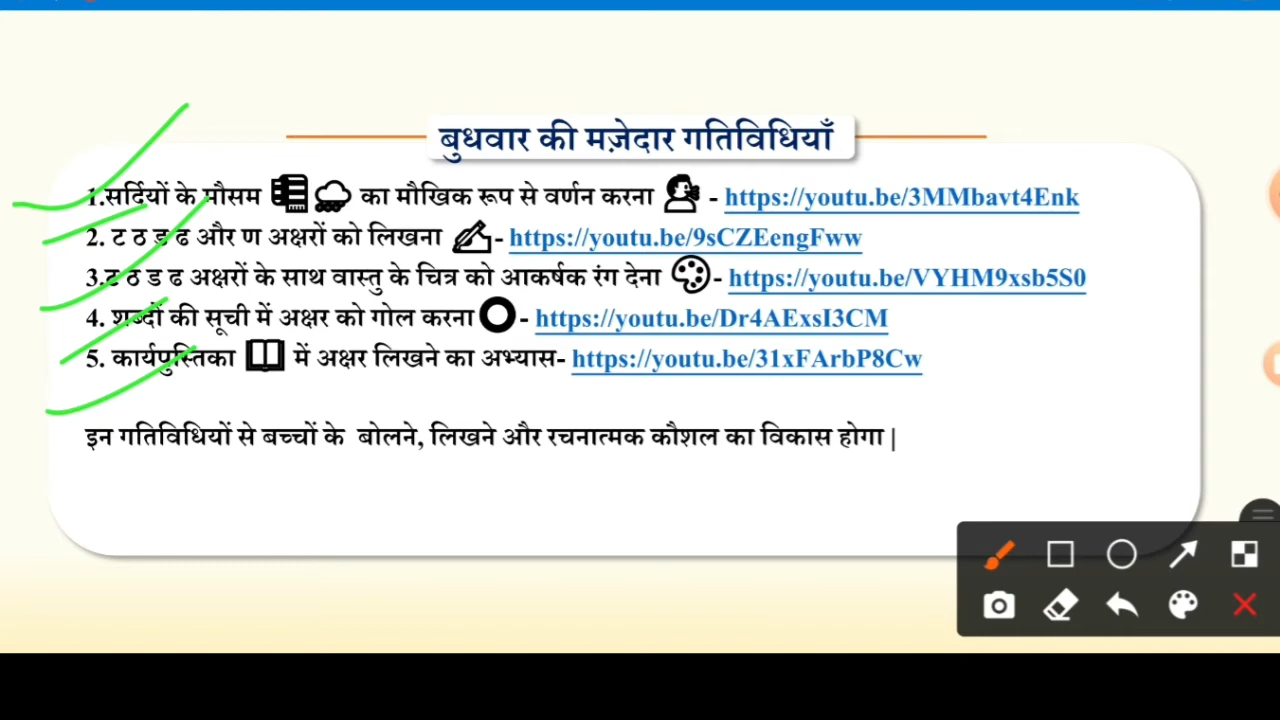 बुधवार की मज़ेदार गतिविधियाँ
1.सर्दियों के मौसम का मौखिक रूप से वर्णन करना - https://youtu.be/3MMbavt4Enk
2. ट ठ ड ढ और ण अक्षरों को लिखना - https://youtu.be/9sCZEengFww
3.ट ठ ड ढ अक्षरों के साथ वास्तु के चित्र को आकर्षक रंग देना - https://youtu.be/VYHM9xsb5S0
4. शब्दों की सूची में अक्षर को गोल करना - https://youtu.be/Dr4AExsI3CM
5. कार्यपुस्तिका में अक्षर लिखने का अभ्यास- https://youtu.be/31xFArbP8Cw
इन गतिविधियों से बच्चों के बोलने, लिखने और रचनात्मक कौशल का विकास होगा |